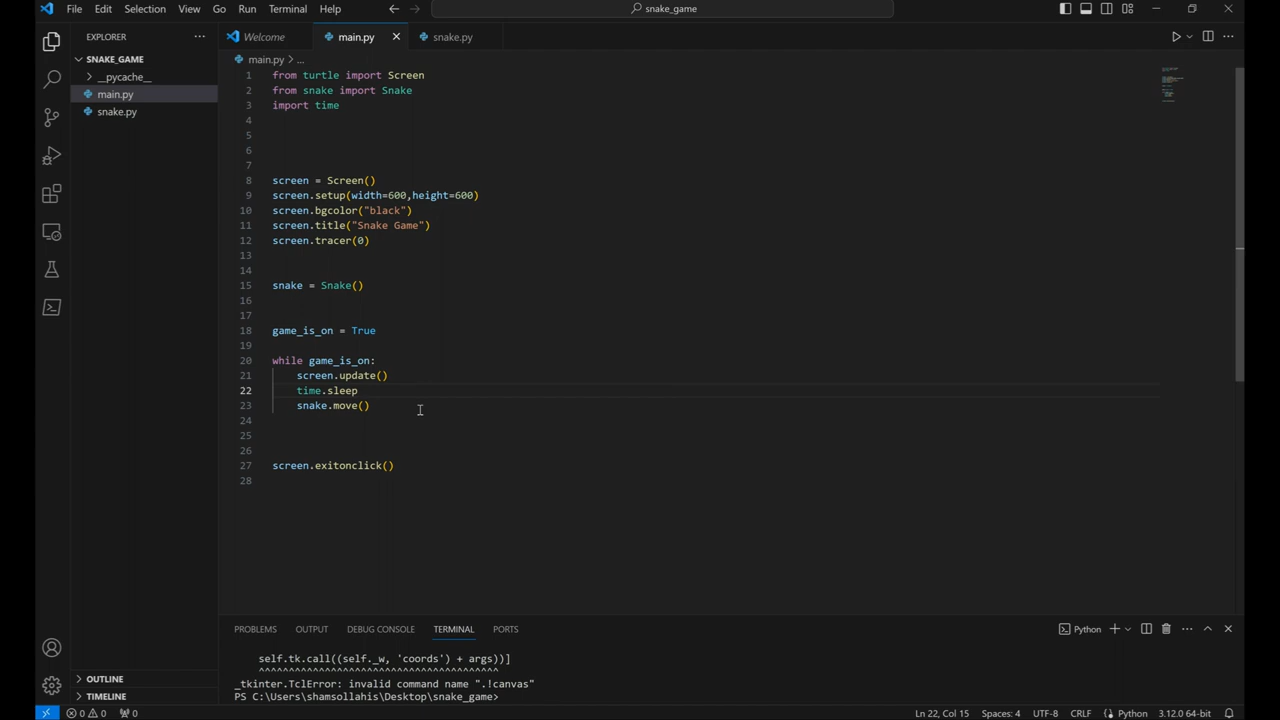 File Edit Selection View Go Run Terminal Help snake_game
EXPLORER
Welcome main.py snake.py
SNAKE_GAME
main.py > ...
__pycache__
main.py
snake.py
1 from turtle import Screen
2 from snake import Snake
3 import time
4
5
6
7
8 screen = Screen()
9 screen.setup(width=600,height=600)
10 screen.bgcolor("black")
11 screen.title("Snake Game")
12 screen.tracer(0)
13
14
15 snake = Snake()
16
17
18 game_is_on = True
19
20 while game_is_on:
21     screen.update()
22     time.sleep
23     snake.move()
24
25
26
27 screen.exitonclick()
28
PROBLEMS OUTPUT DEBUG CONSOLE TERMINAL PORTS Python
self.tk.call((self._w, 'coords') + args))]
^^^^^^^^^^^^^^^^^^^^^^^^^^^^^^^^^^^^^^^^
_tkinter.TclError: invalid command name ".!canvas"
PS C:\Users\shamsollahis\Desktop\snake_game>
OUTLINE
TIMELINE
0 0 0 Ln 22, Col 15 Spaces: 4 UTF-8 CRLF Python 3.12.0 64-bit